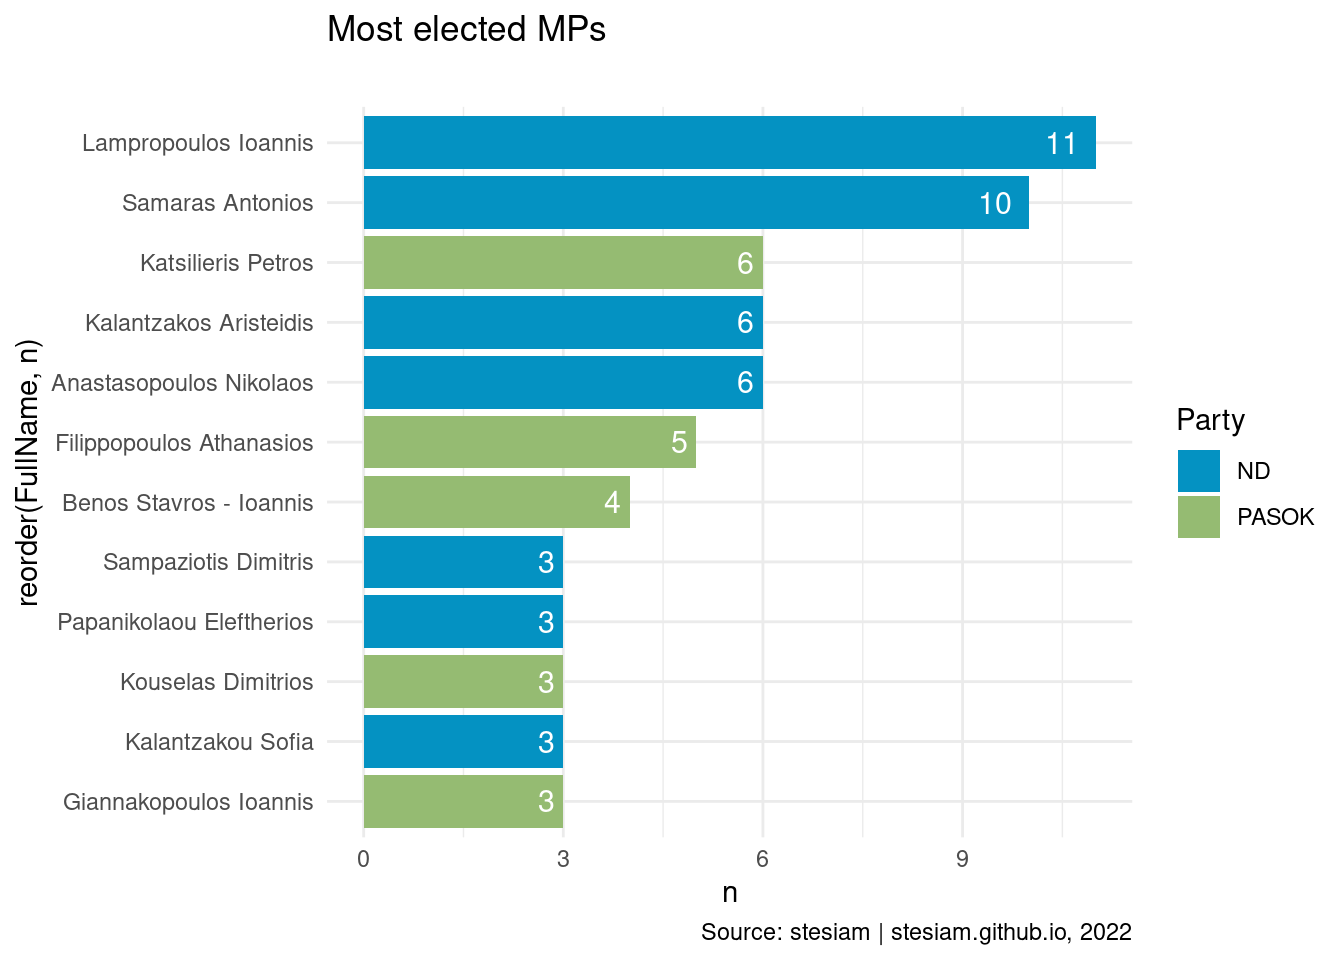 Most elected MPs
reorder(FullName, n)
Lampropoulos Ioannis 11
Samaras Antonios 10
Katsilieris Petros 6
Kalantzakos Aristeidis 6
Anastasopoulos Nikolaos 6
Filippopoulos Athanasios 5
Benos Stavros - Ioannis 4
Sampaziotis Dimitris 3
Papanikolaou Eleftherios 3
Kouselas Dimitrios 3
Kalantzakou Sofia 3
Giannakopoulos Ioannis 3
0 3 6 9
n
Party
ND
PASOK
Source: stesiam | stesiam.github.io, 2022